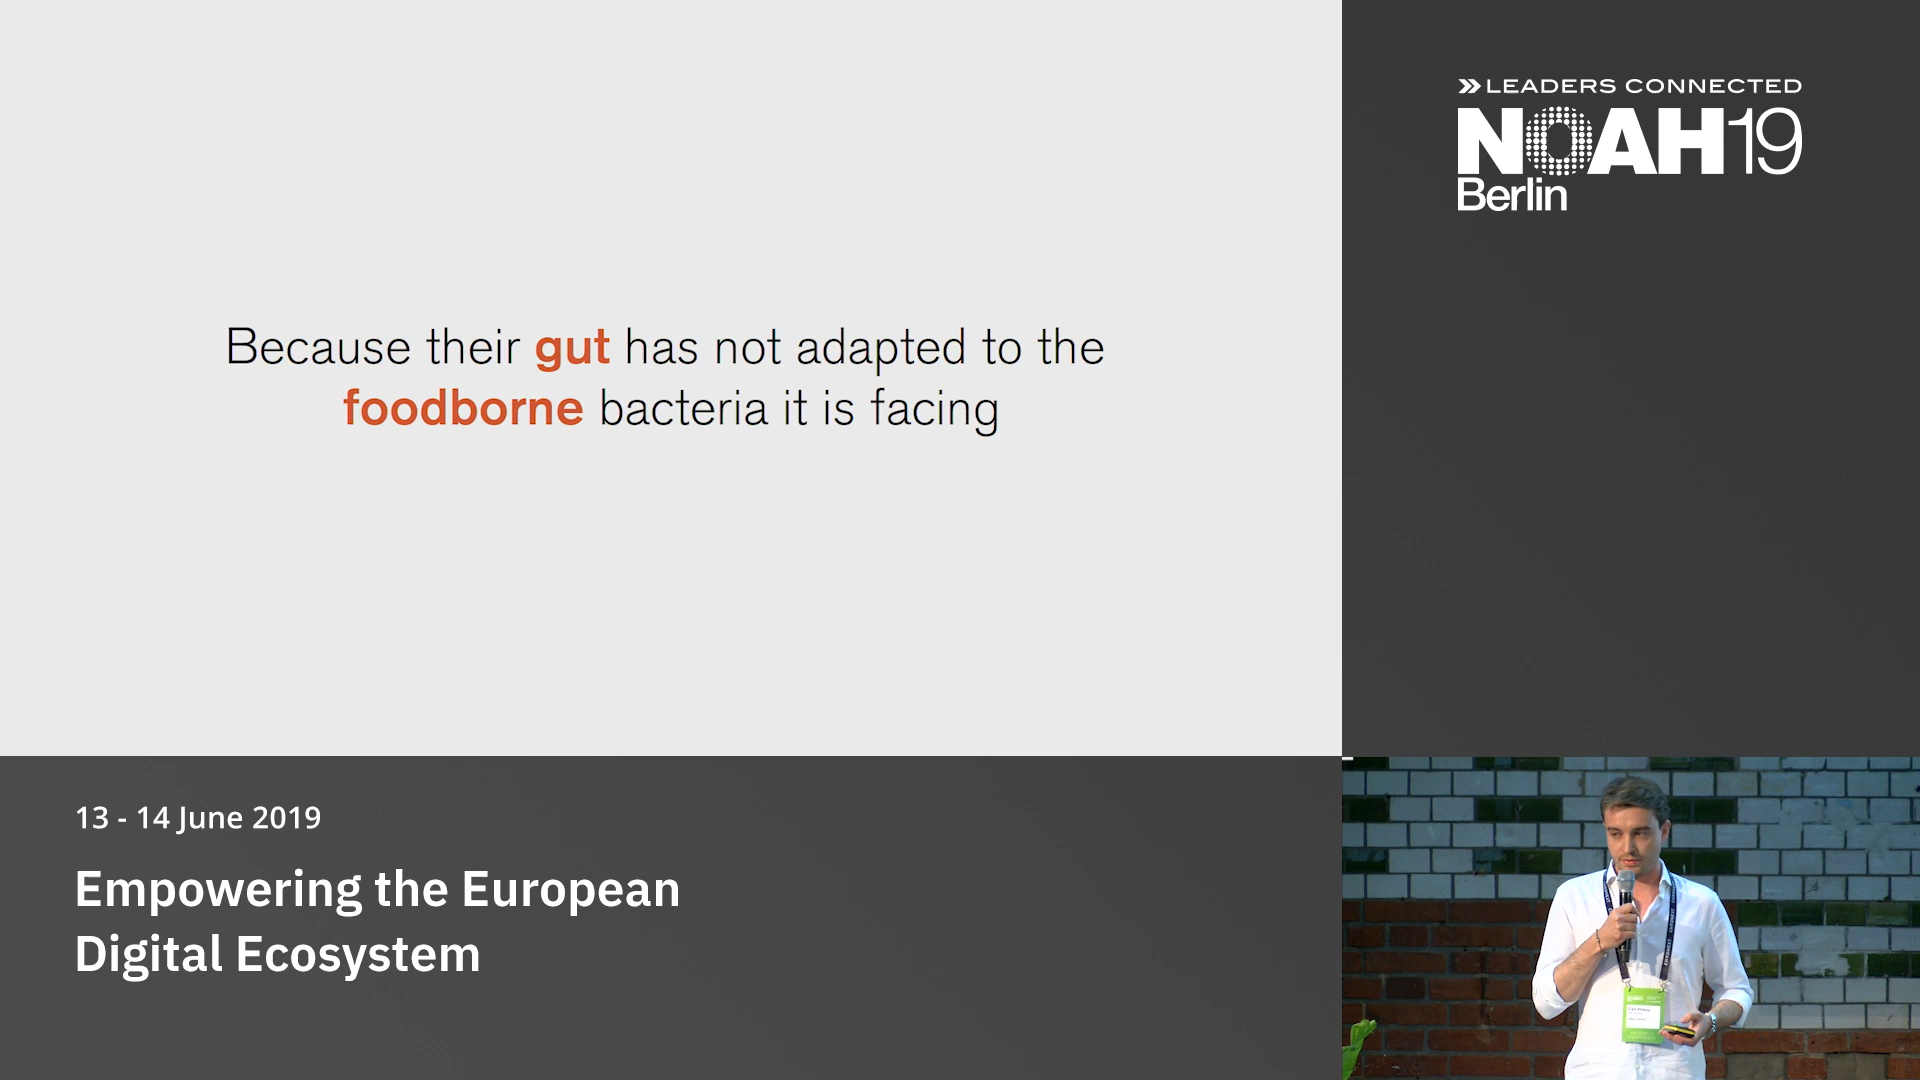 Because their gut has not adapted to the
foodborne bacteria it is facing
LEADERS CONNECTED
NOAH19
Berlin
13 - 14 June 2019
Empowering the European
Digital Ecosystem